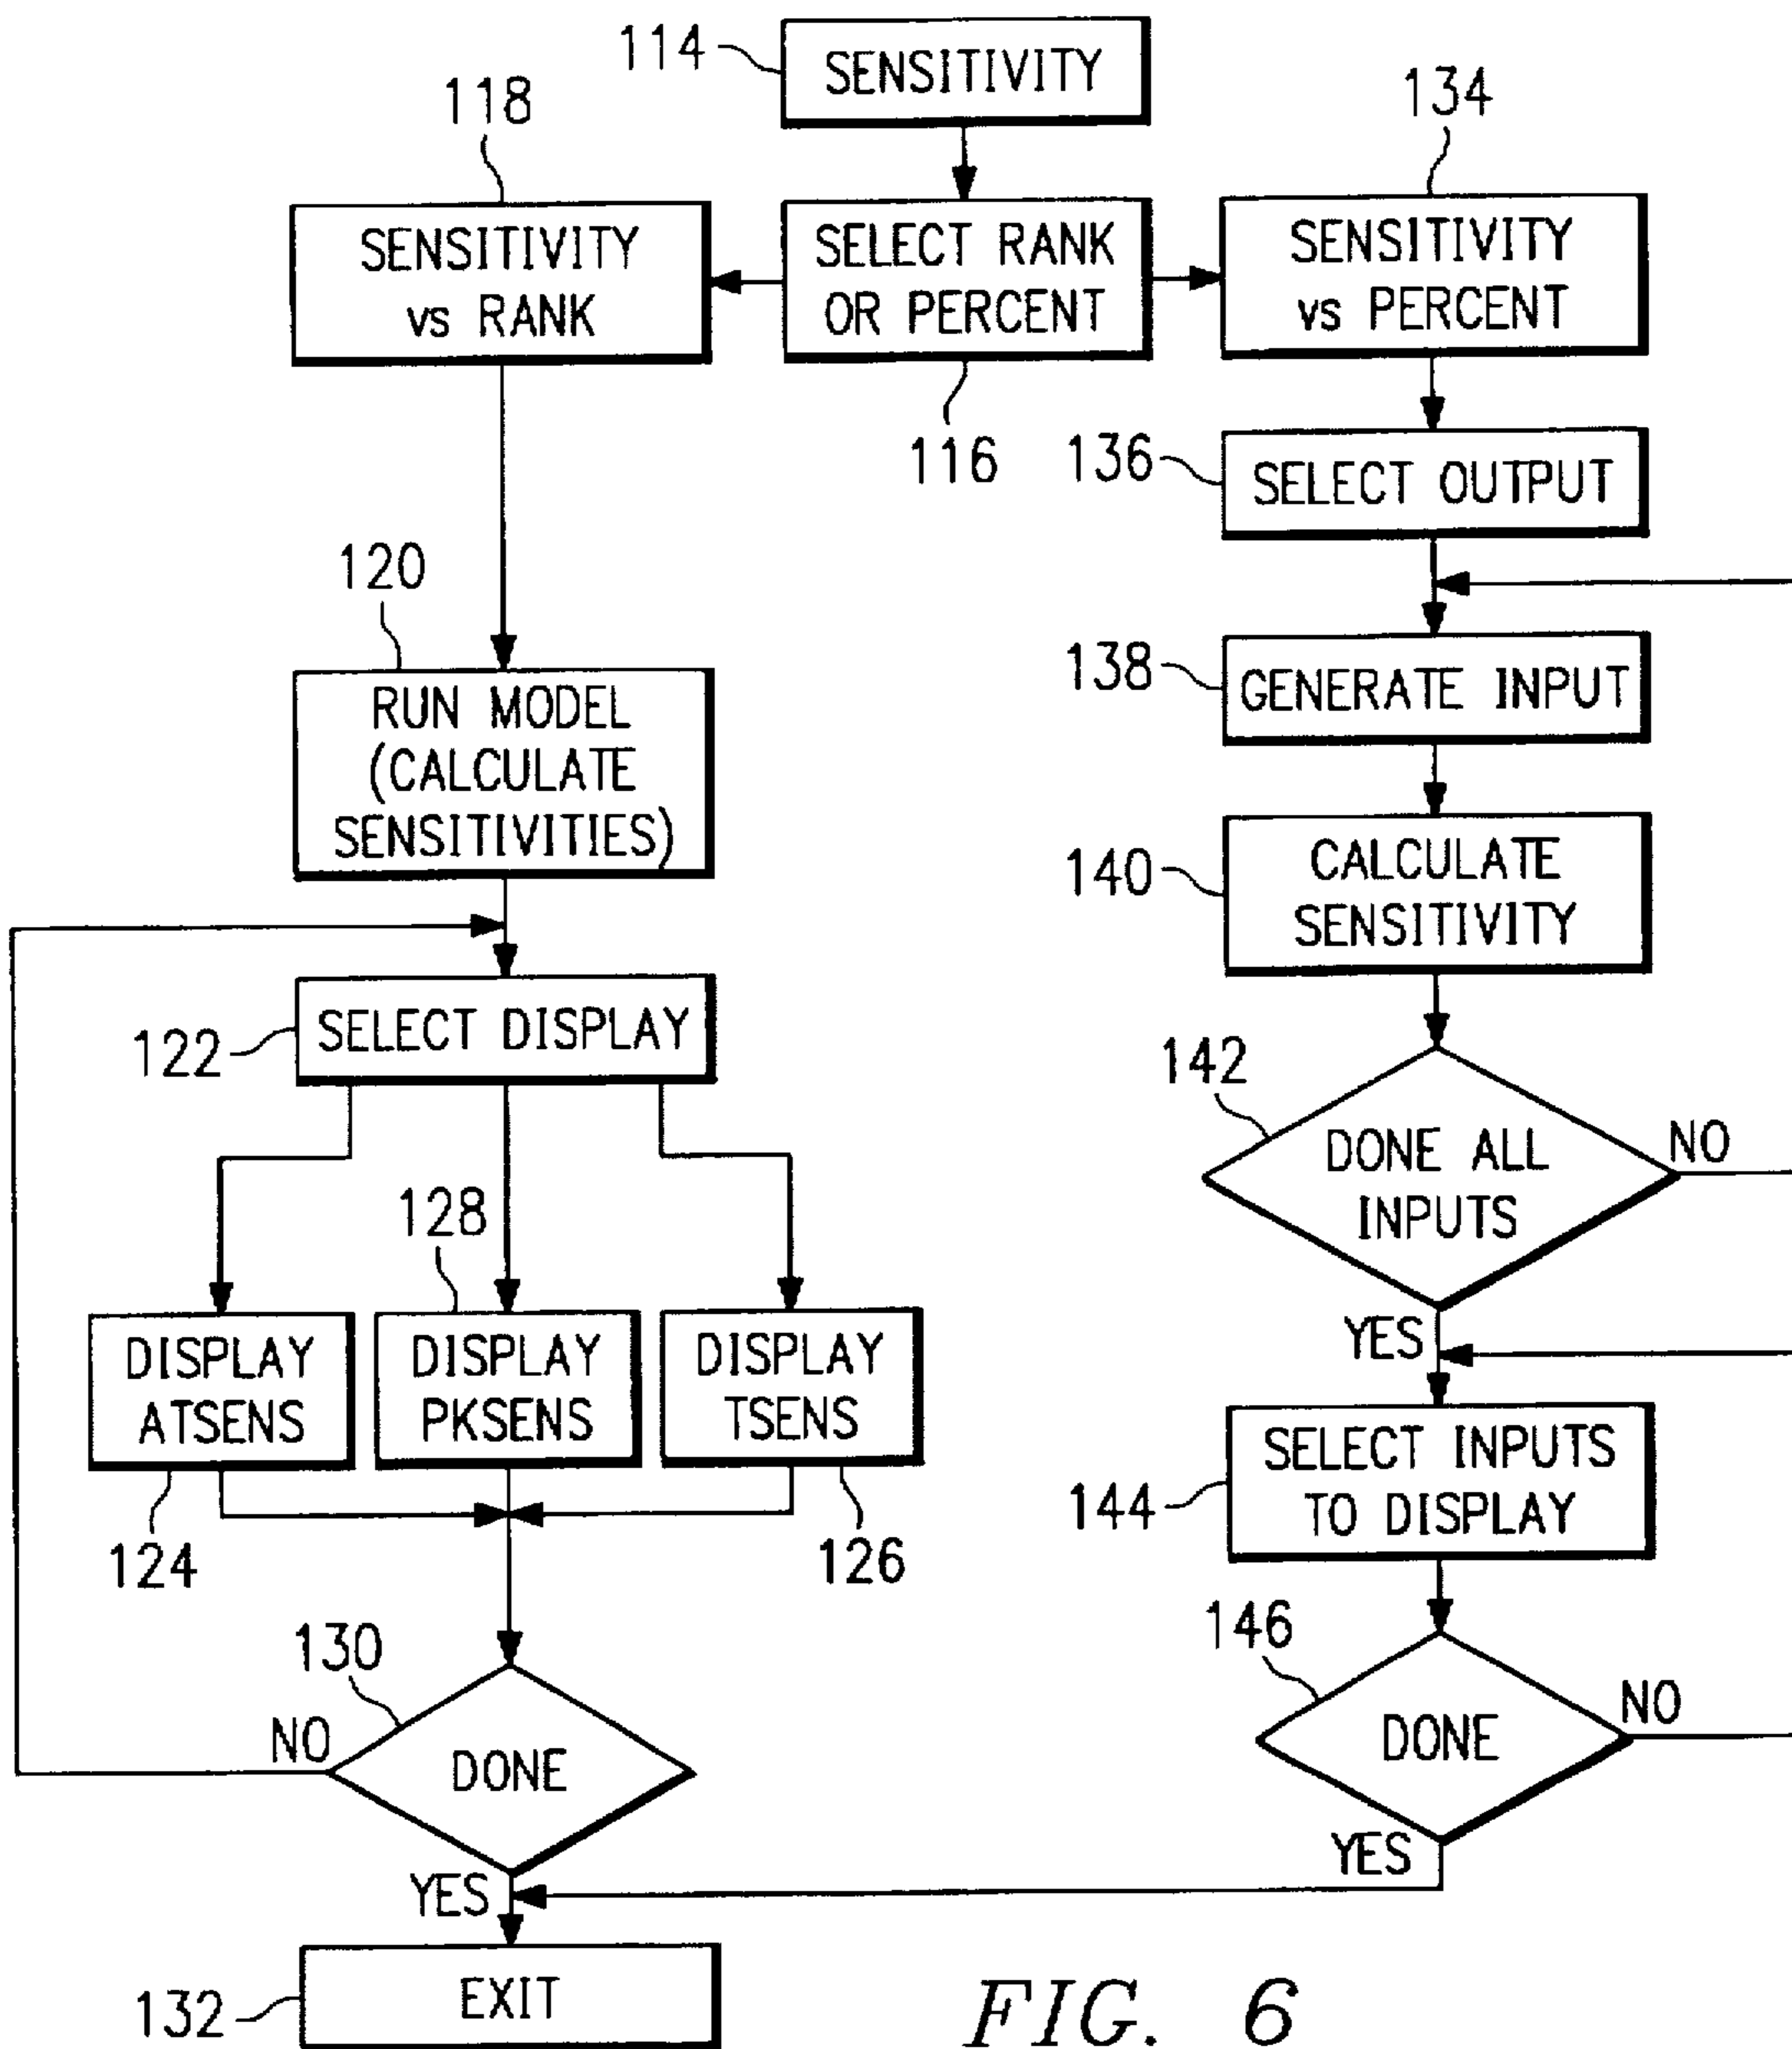 114
SENSITIVITY
118
134
SENSITIVITY
vs RANK
SELECT RANK
OR PERCENT
SENSITIVITY
vs PERCENT
116
136
SELECT OUTPUT
120
RUN MODEL
(CALCULATE
SENSITIVITIES)
138
GENERATE INPUT
140
CALCULATE
SENSITIVITY
122
SELECT DISPLAY
142
DONE ALL
INPUTS
NO
YES
128
DISPLAY
ATSENS
DISPLAY
PKSENS
DISPLAY
TSENS
124
126
144
SELECT INPUTS
TO DISPLAY
130
NO
DONE
YES
146
DONE
NO
YES
132
EXIT
FIG. 6